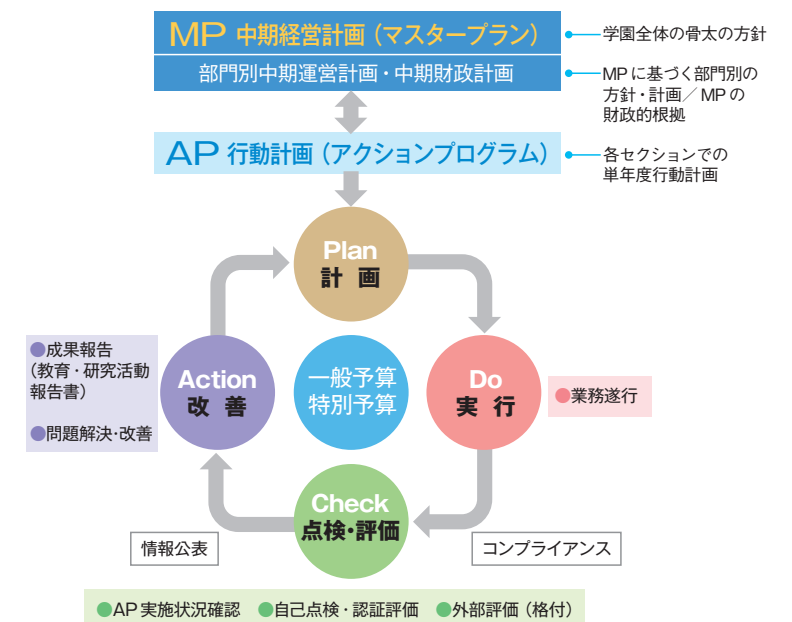 MP 中期経営計画（マスタープラン）
学園全体の骨太の方針
部門別中期運営計画・中期財政計画
MPに基づく部門別の
方針・計画／MPの
財政的根拠
AP 行動計画（アクションプログラム）
各セクションでの
単年度行動計画
Plan
計 画
●成果報告
（教育・研究活動
報告書）
●問題解決・改善
Action
改 善
一般予算
特別予算
Do
実 行
●業務遂行
Check
点検・評価
情報公表
コンプライアンス
●AP実施状況確認 ●自己点検・認証評価 ●外部評価（格付）